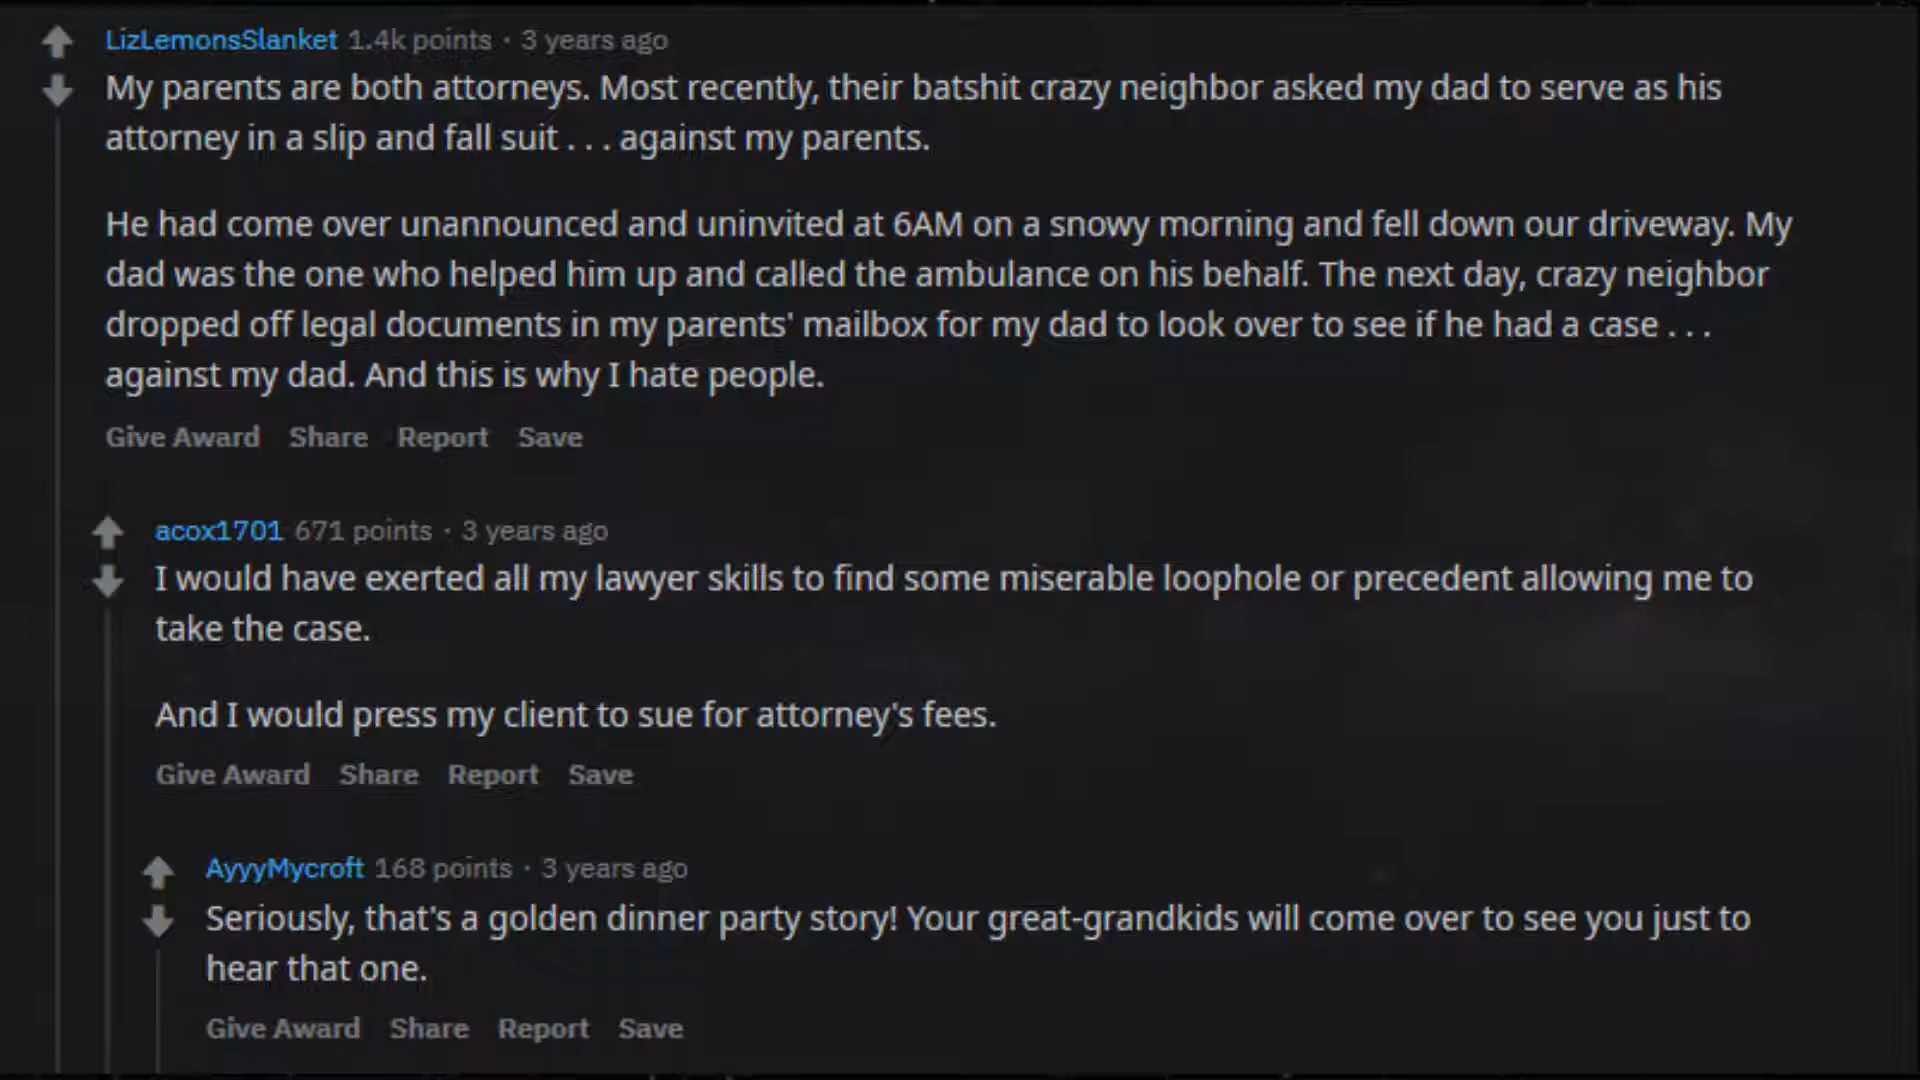 LizLemonsSlanket 1.4k points · 3 years ago
My parents are both attorneys. Most recently, their batshit crazy neighbor asked my dad to serve as his
attorney in a slip and fall suit . . . against my parents.
He had come over unannounced and uninvited at 6AM on a snowy morning and fell down our driveway. My
dad was the one who helped him up and called the ambulance on his behalf. The next day, crazy neighbor
dropped off legal documents in my parents' mailbox for my dad to look over to see if he had a case . . .
against my dad. And this is why I hate people.
Give Award Share Report Save
acox1701 671 points · 3 years ago
I would have exerted all my lawyer skills to find some miserable loophole or precedent allowing me to
take the case.
And I would press my client to sue for attorney's fees.
Give Award Share Report Save
AyyyMycroft 168 points · 3 years ago
Seriously, that's a golden dinner party story! Your great-grandkids will come over to see you just to
hear that one.
Give Award Share Report Save